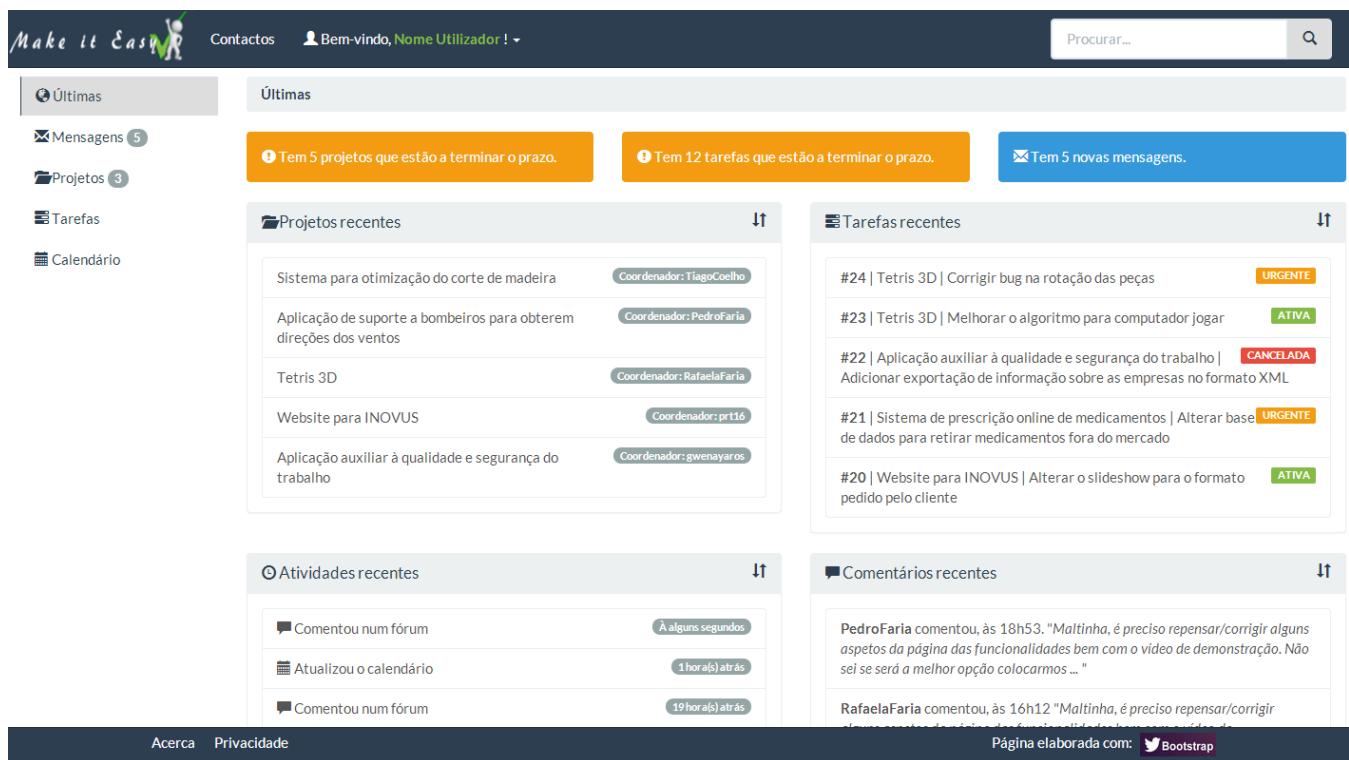 Make it Easy
Contactos
Bem-vindo, Nome Utilizador !
Procurar...
Últimas
Mensagens 5
Projetos 3
Tarefas
Calendário
Últimas
Tem 5 projetos que estão a terminar o prazo.
Tem 12 tarefas que estão a terminar o prazo.
Tem 5 novas mensagens.
Projetos recentes
Sistema para otimização do corte de madeira
Coordenador: TiagoCoelho
Aplicação de suporte a bombeiros para obterem
Coordenador: PedroFaria
direções dos ventos
Tetris 3D
Coordenador: RafaelaFaria
Website para INOVUS
Coordenador: prt16
Aplicação auxiliar à qualidade e segurança do
Coordenador: gwenayaros
trabalho
Tarefas recentes
#24 | Tetris 3D | Corrigir bug na rotação das peças
URGENTE
#23 | Tetris 3D | Melhorar o algoritmo para computador jogar
ATIVA
#22 | Aplicação auxiliar à qualidade e segurança do trabalho |
CANCELADA
Adicionar exportação de informação sobre as empresas no formato XML
#21 | Sistema de prescrição online de medicamentos | Alterar base
URGENTE
de dados para retirar medicamentos fora do mercado
#20 | Website para INOVUS | Alterar o slideshow para o formato
ATIVA
pedido pelo cliente
Atividades recentes
Comentou num fórum
À alguns segundos
Atualizou o calendário
1 hora(s) atrás
Comentou num fórum
19 hora(s) atrás
Comentários recentes
PedroFaria comentou, às 18h53. "Maltinha, é preciso repensar/corrigir alguns
aspetos da página das funcionalidades bem com o vídeo de demonstração. Não
sei se será a melhor opção colocarmos ... "
RafaelaFaria comentou, às 16h12 "Maltinha, é preciso repensar/corrigir
Acerca
Privacidade
Página elaborada com:
Bootstrap